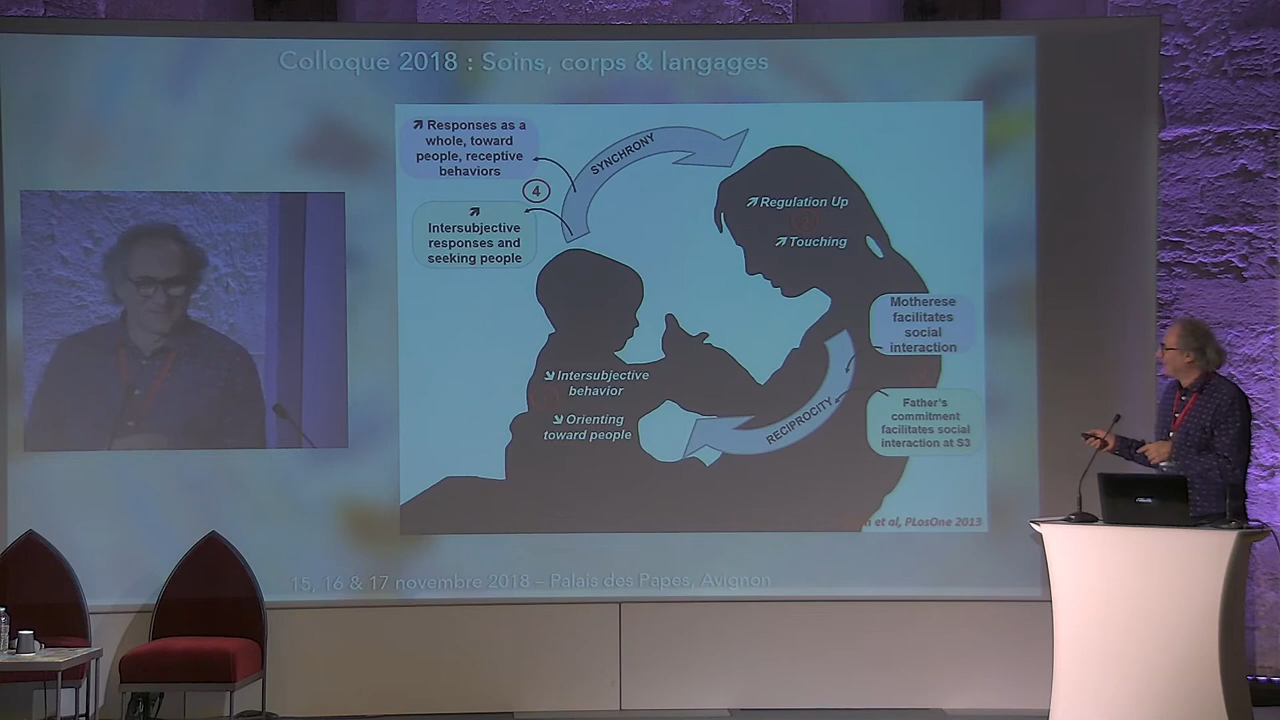 Colloque 2018 : Soins, corps & langages
↗ Responses as a
whole, toward
people, receptive
behaviors
4
↗
Intersubjective
responses and
seeking people
SYNCHRONY
↗ Regulation Up
↗ Touching
Motherese
facilitates
social
interaction
↘ Intersubjective
behavior
↘ Orienting
toward people
RECIPROCITY
Father's
commitment
facilitates social
interaction at S3
et al, PLosOne 2013
15, 16 & 17 novembre 2018 – Palais des Papes, Avignon